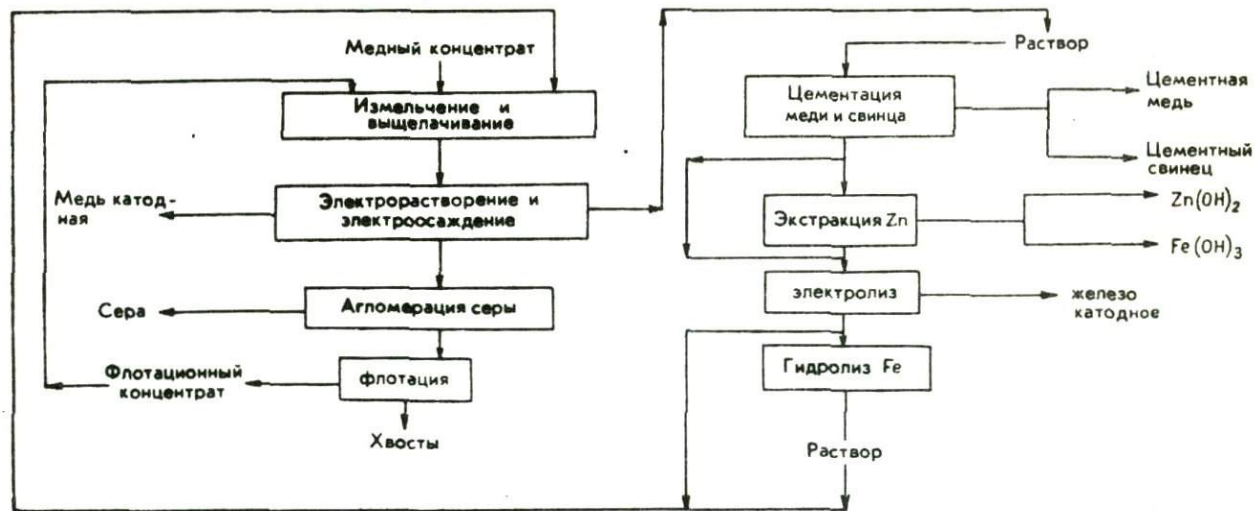 Медный концентрат
Измельчение и
выщелачивание
Медь катод-
ная
Электрорастворение и
электроосаждение
Сера
Агломерация серы
Флотационный
концентрат
флотация
Хвосты
Раствор
Цементация
меди и свинца
Цементная
медь
Цементный
свинец
Экстракция Zn
Zn(OH)₂
Fe(OH)₃
электролиз
железо
катодное
Гидролиз Fe
Раствор